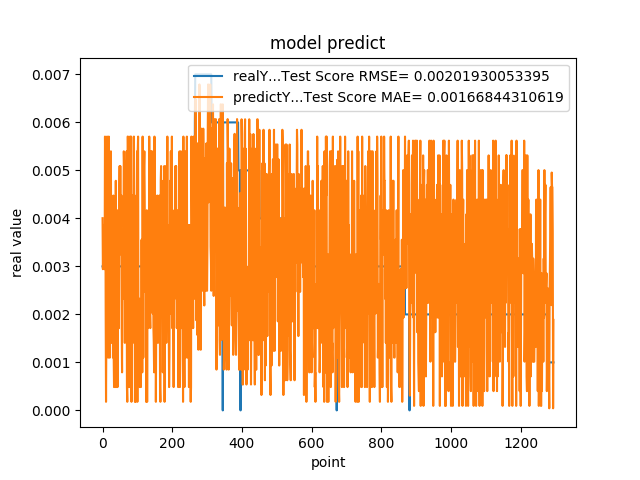 model predict
realY...Test Score RMSE= 0.00201930053395
predictY...Test Score MAE= 0.00166844310619
0.007
0.006
0.005
0.004
0.003
0.002
0.001
0.000
real value
0 200 400 600 800 1000 1200
point